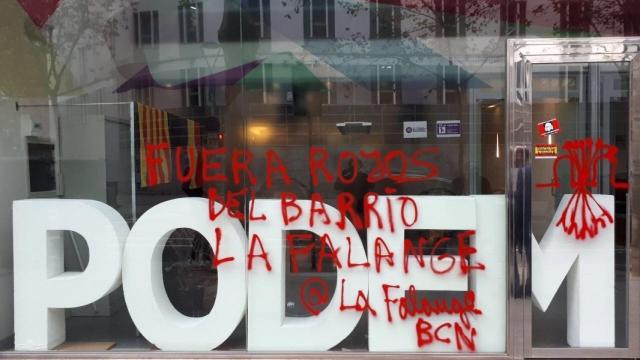 FUERA ROJOS
DEL BARRIO
LA FALANGE
@ La Falange
BCN
PODEM